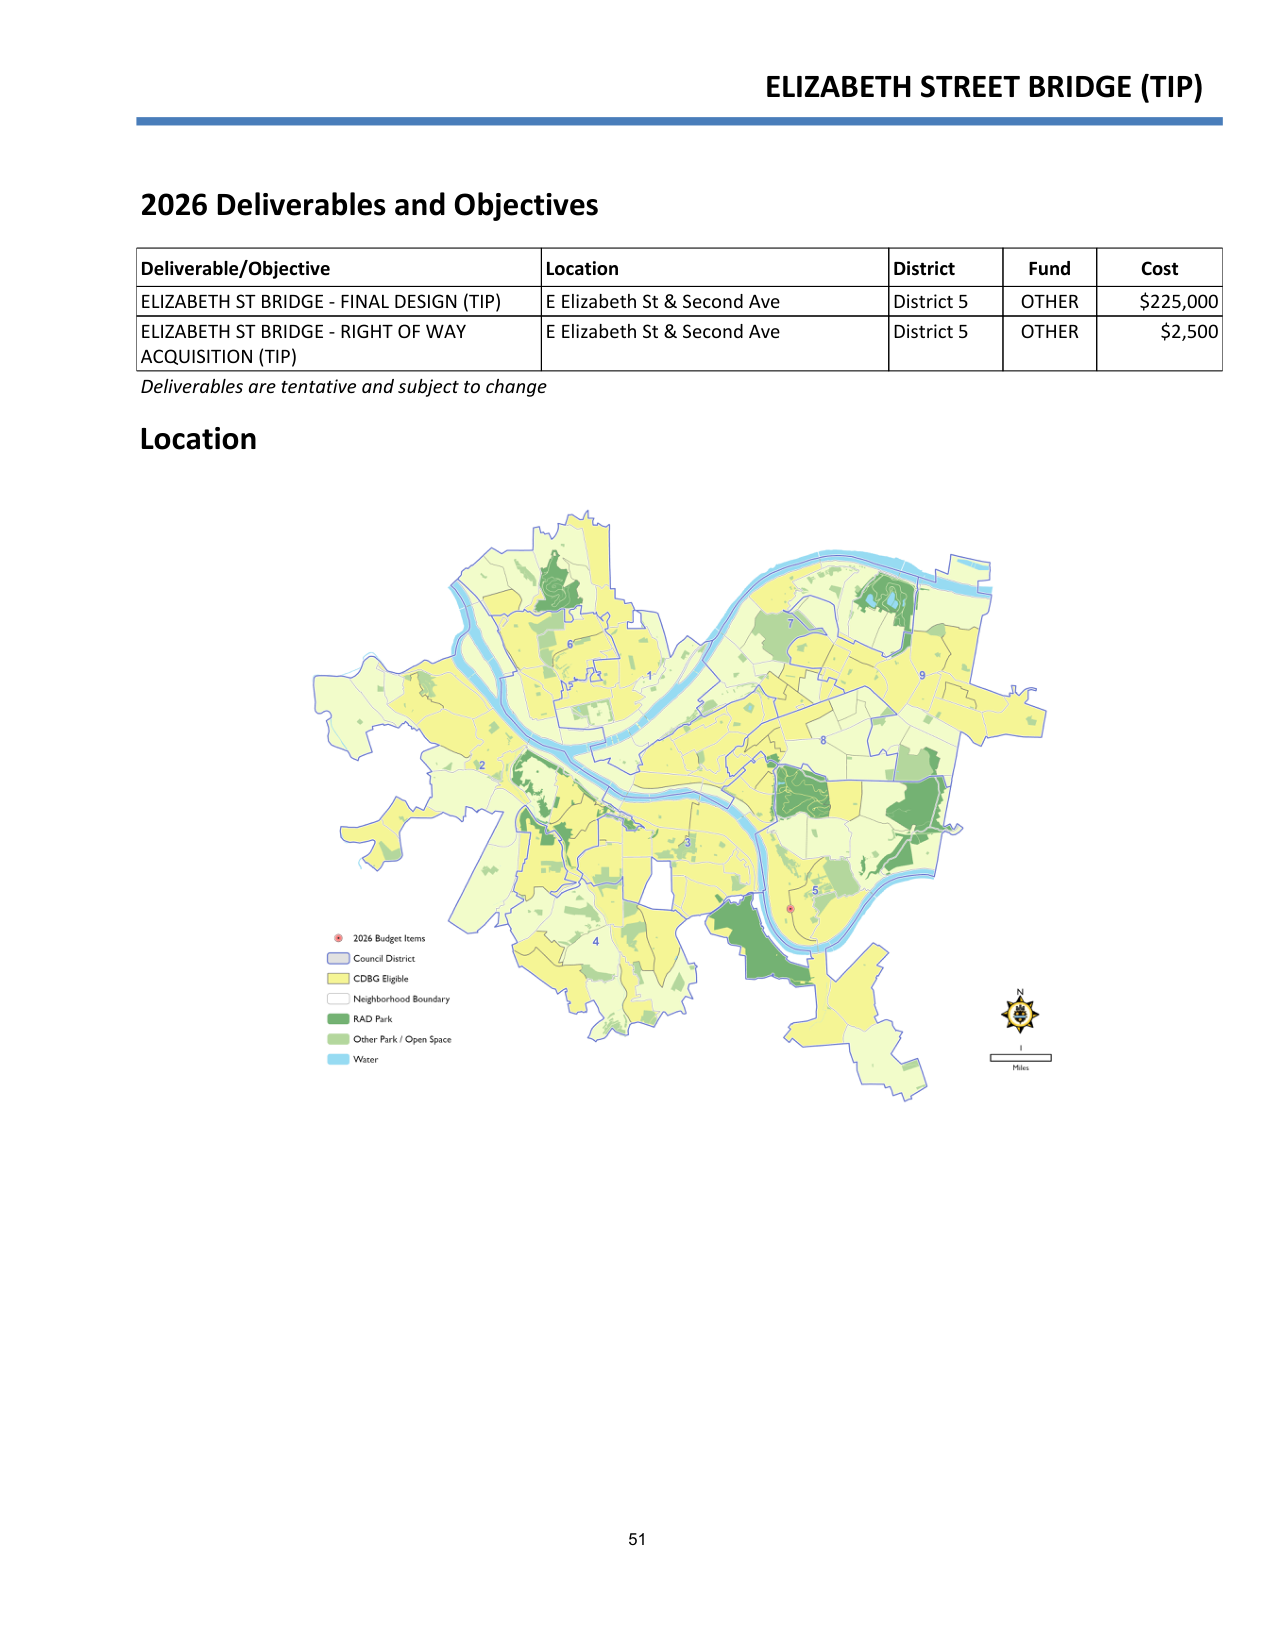 ELIZABETH STREET BRIDGE (TIP)
2026 Deliverables and Objectives
Deliverable/Objective Location District Fund Cost
ELIZABETH ST BRIDGE - FINAL DESIGN (TIP) E Elizabeth St & Second Ave District 5 OTHER $225,000
ELIZABETH ST BRIDGE - RIGHT OF WAY E Elizabeth St & Second Ave District 5 OTHER $2,500
ACQUISITION (TIP)
Deliverables are tentative and subject to change
Location
7
6
1
9
8
2
3
5
4
2026 Budget Items
Council District
CDBG Eligible
Neighborhood Boundary
RAD Park
Other Park / Open Space
Water
N
1
Miles
51